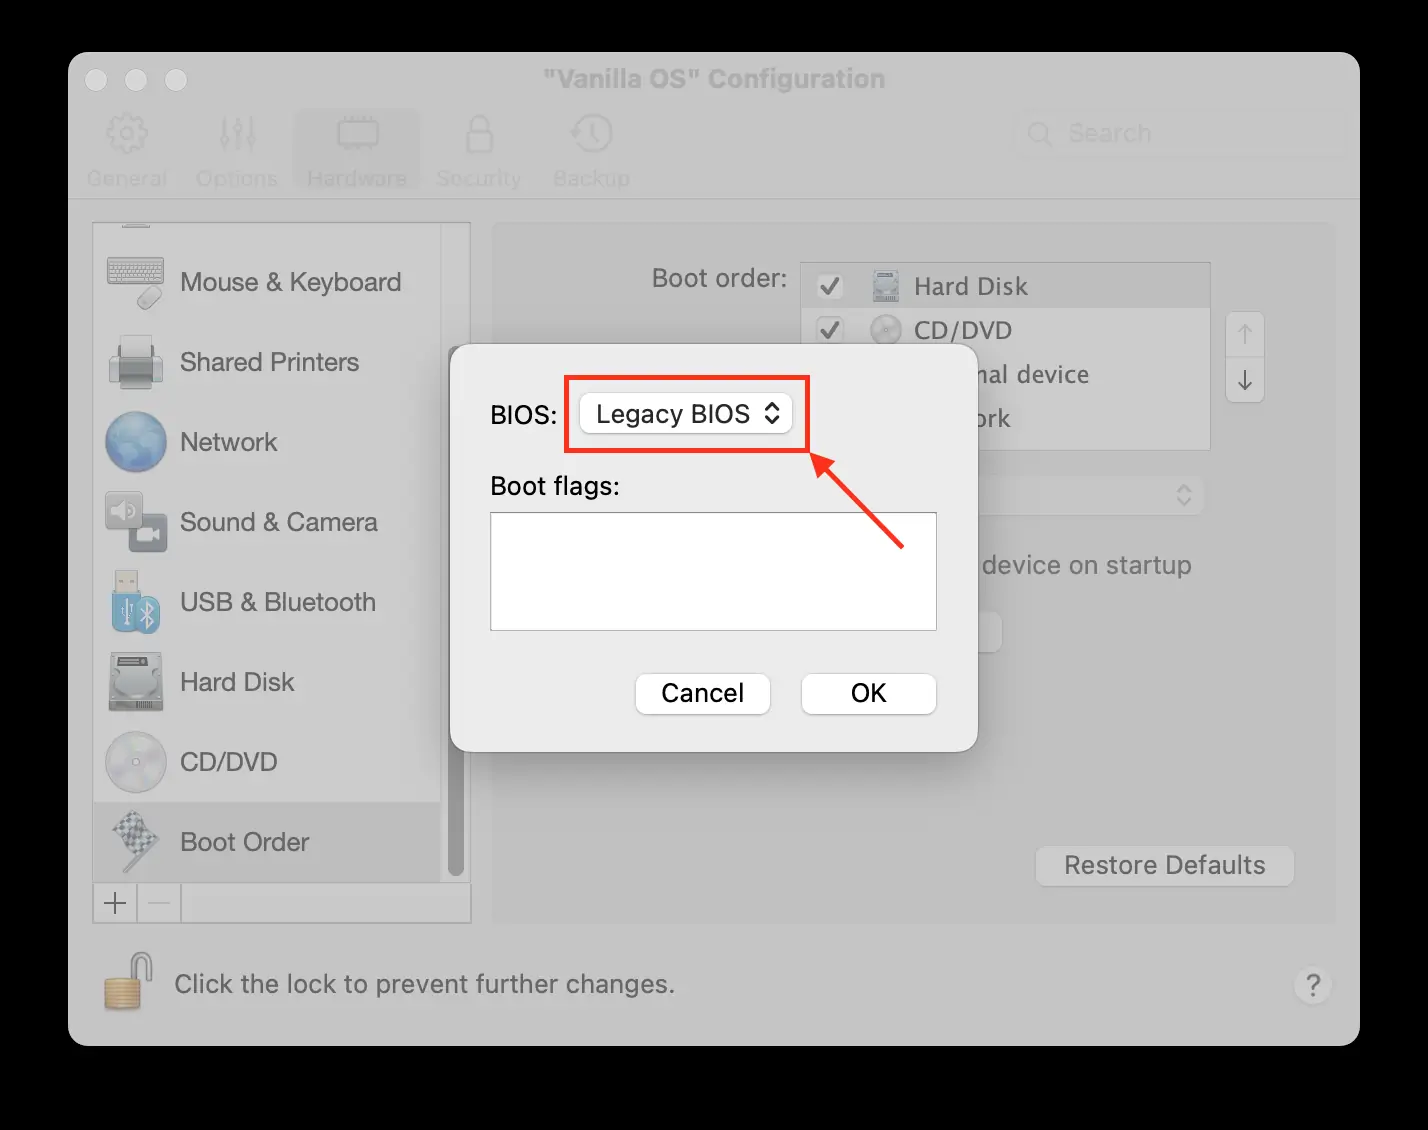 "Vanilla OS" Configuration
General
Options
Hardware
Security
Backup
Search
Mouse & Keyboard
Shared Printers
Network
Sound & Camera
USB & Bluetooth
Hard Disk
CD/DVD
Boot Order
Boot order:
Hard Disk
CD/DVD
nal device
ork
device on startup
BIOS:
Legacy BIOS
Boot flags:
Cancel
OK
Restore Defaults
Click the lock to prevent further changes.
?